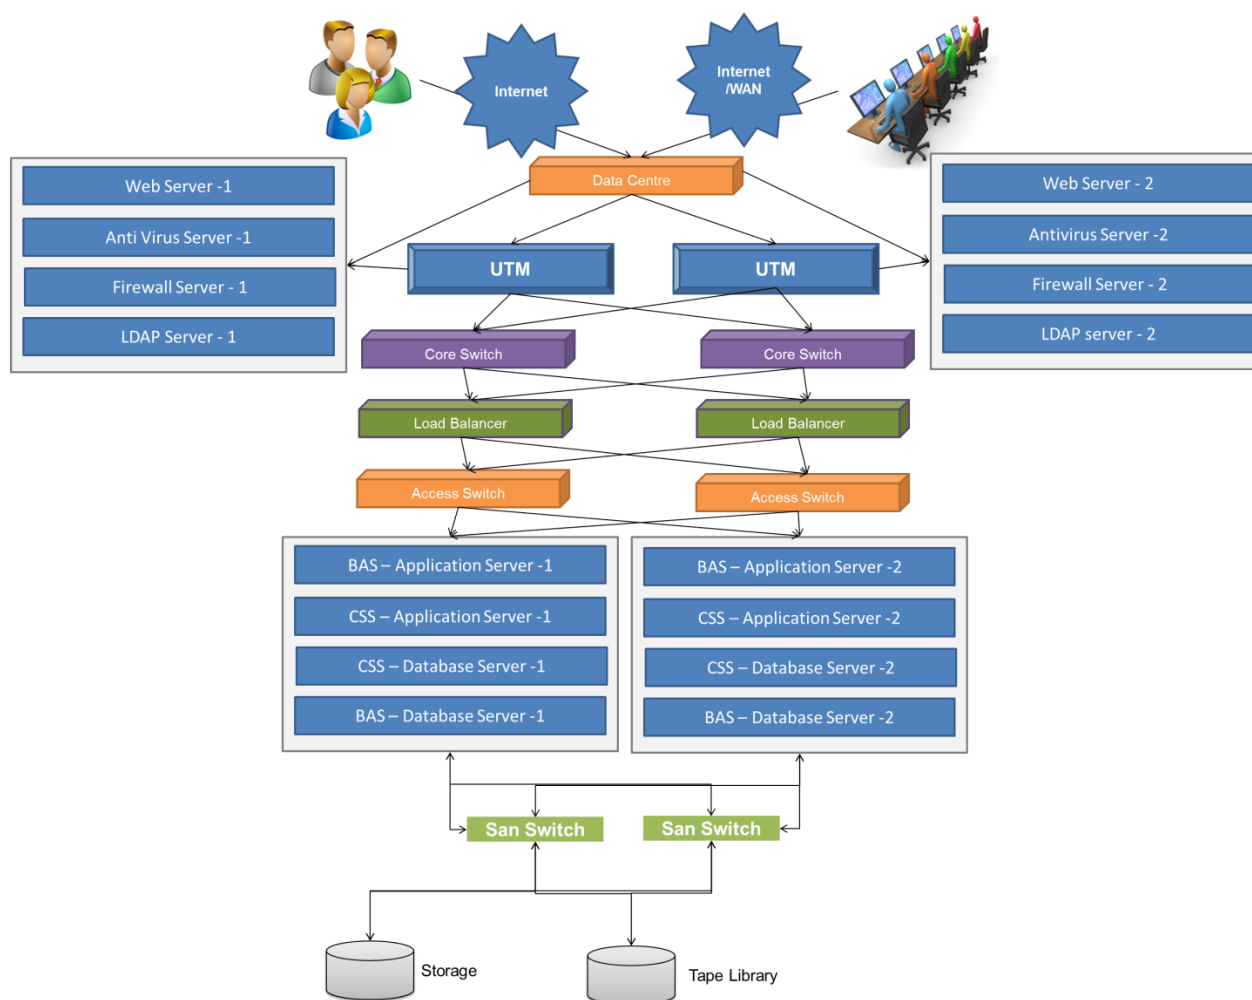 Internet
Internet
/WAN
Data Centre
Web Server -1
Anti Virus Server -1
Firewall Server - 1
LDAP Server - 1
Web Server - 2
Antivirus Server -2
Firewall Server - 2
LDAP server - 2
UTM
UTM
Core Switch
Core Switch
Load Balancer
Load Balancer
Access Switch
Access Switch
BAS – Application Server -1
CSS – Application Server -1
CSS – Database Server -1
BAS – Database Server -1
BAS – Application Server -2
CSS – Application Server -2
CSS – Database Server -2
BAS – Database Server -2
San Switch
San Switch
Storage
Tape Library